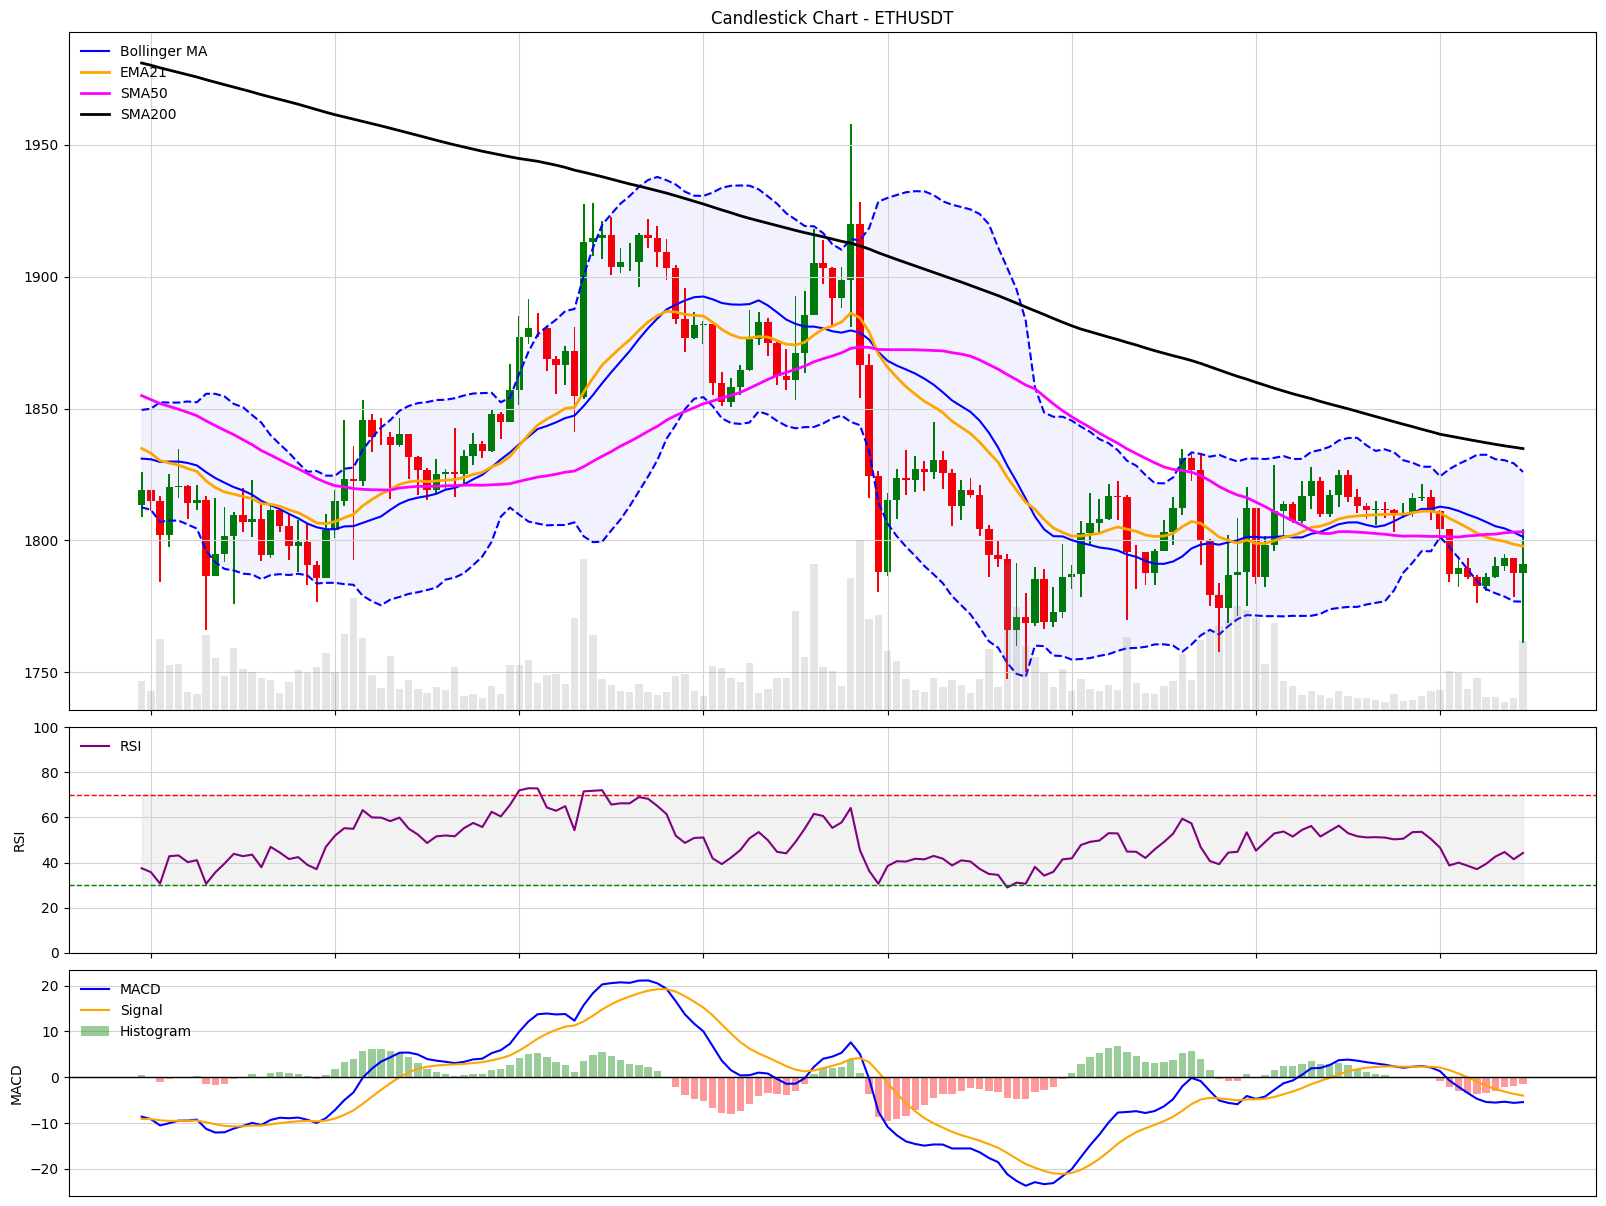 Candlestick Chart - ETHUSDT
Bollinger MA
EMA21
SMA50
SMA200
1950
1900
1850
1800
1750
100
RSI
80
60
RSI
40
20
0
20
MACD
Signal
10
Histogram
0
MACD
−10
−20